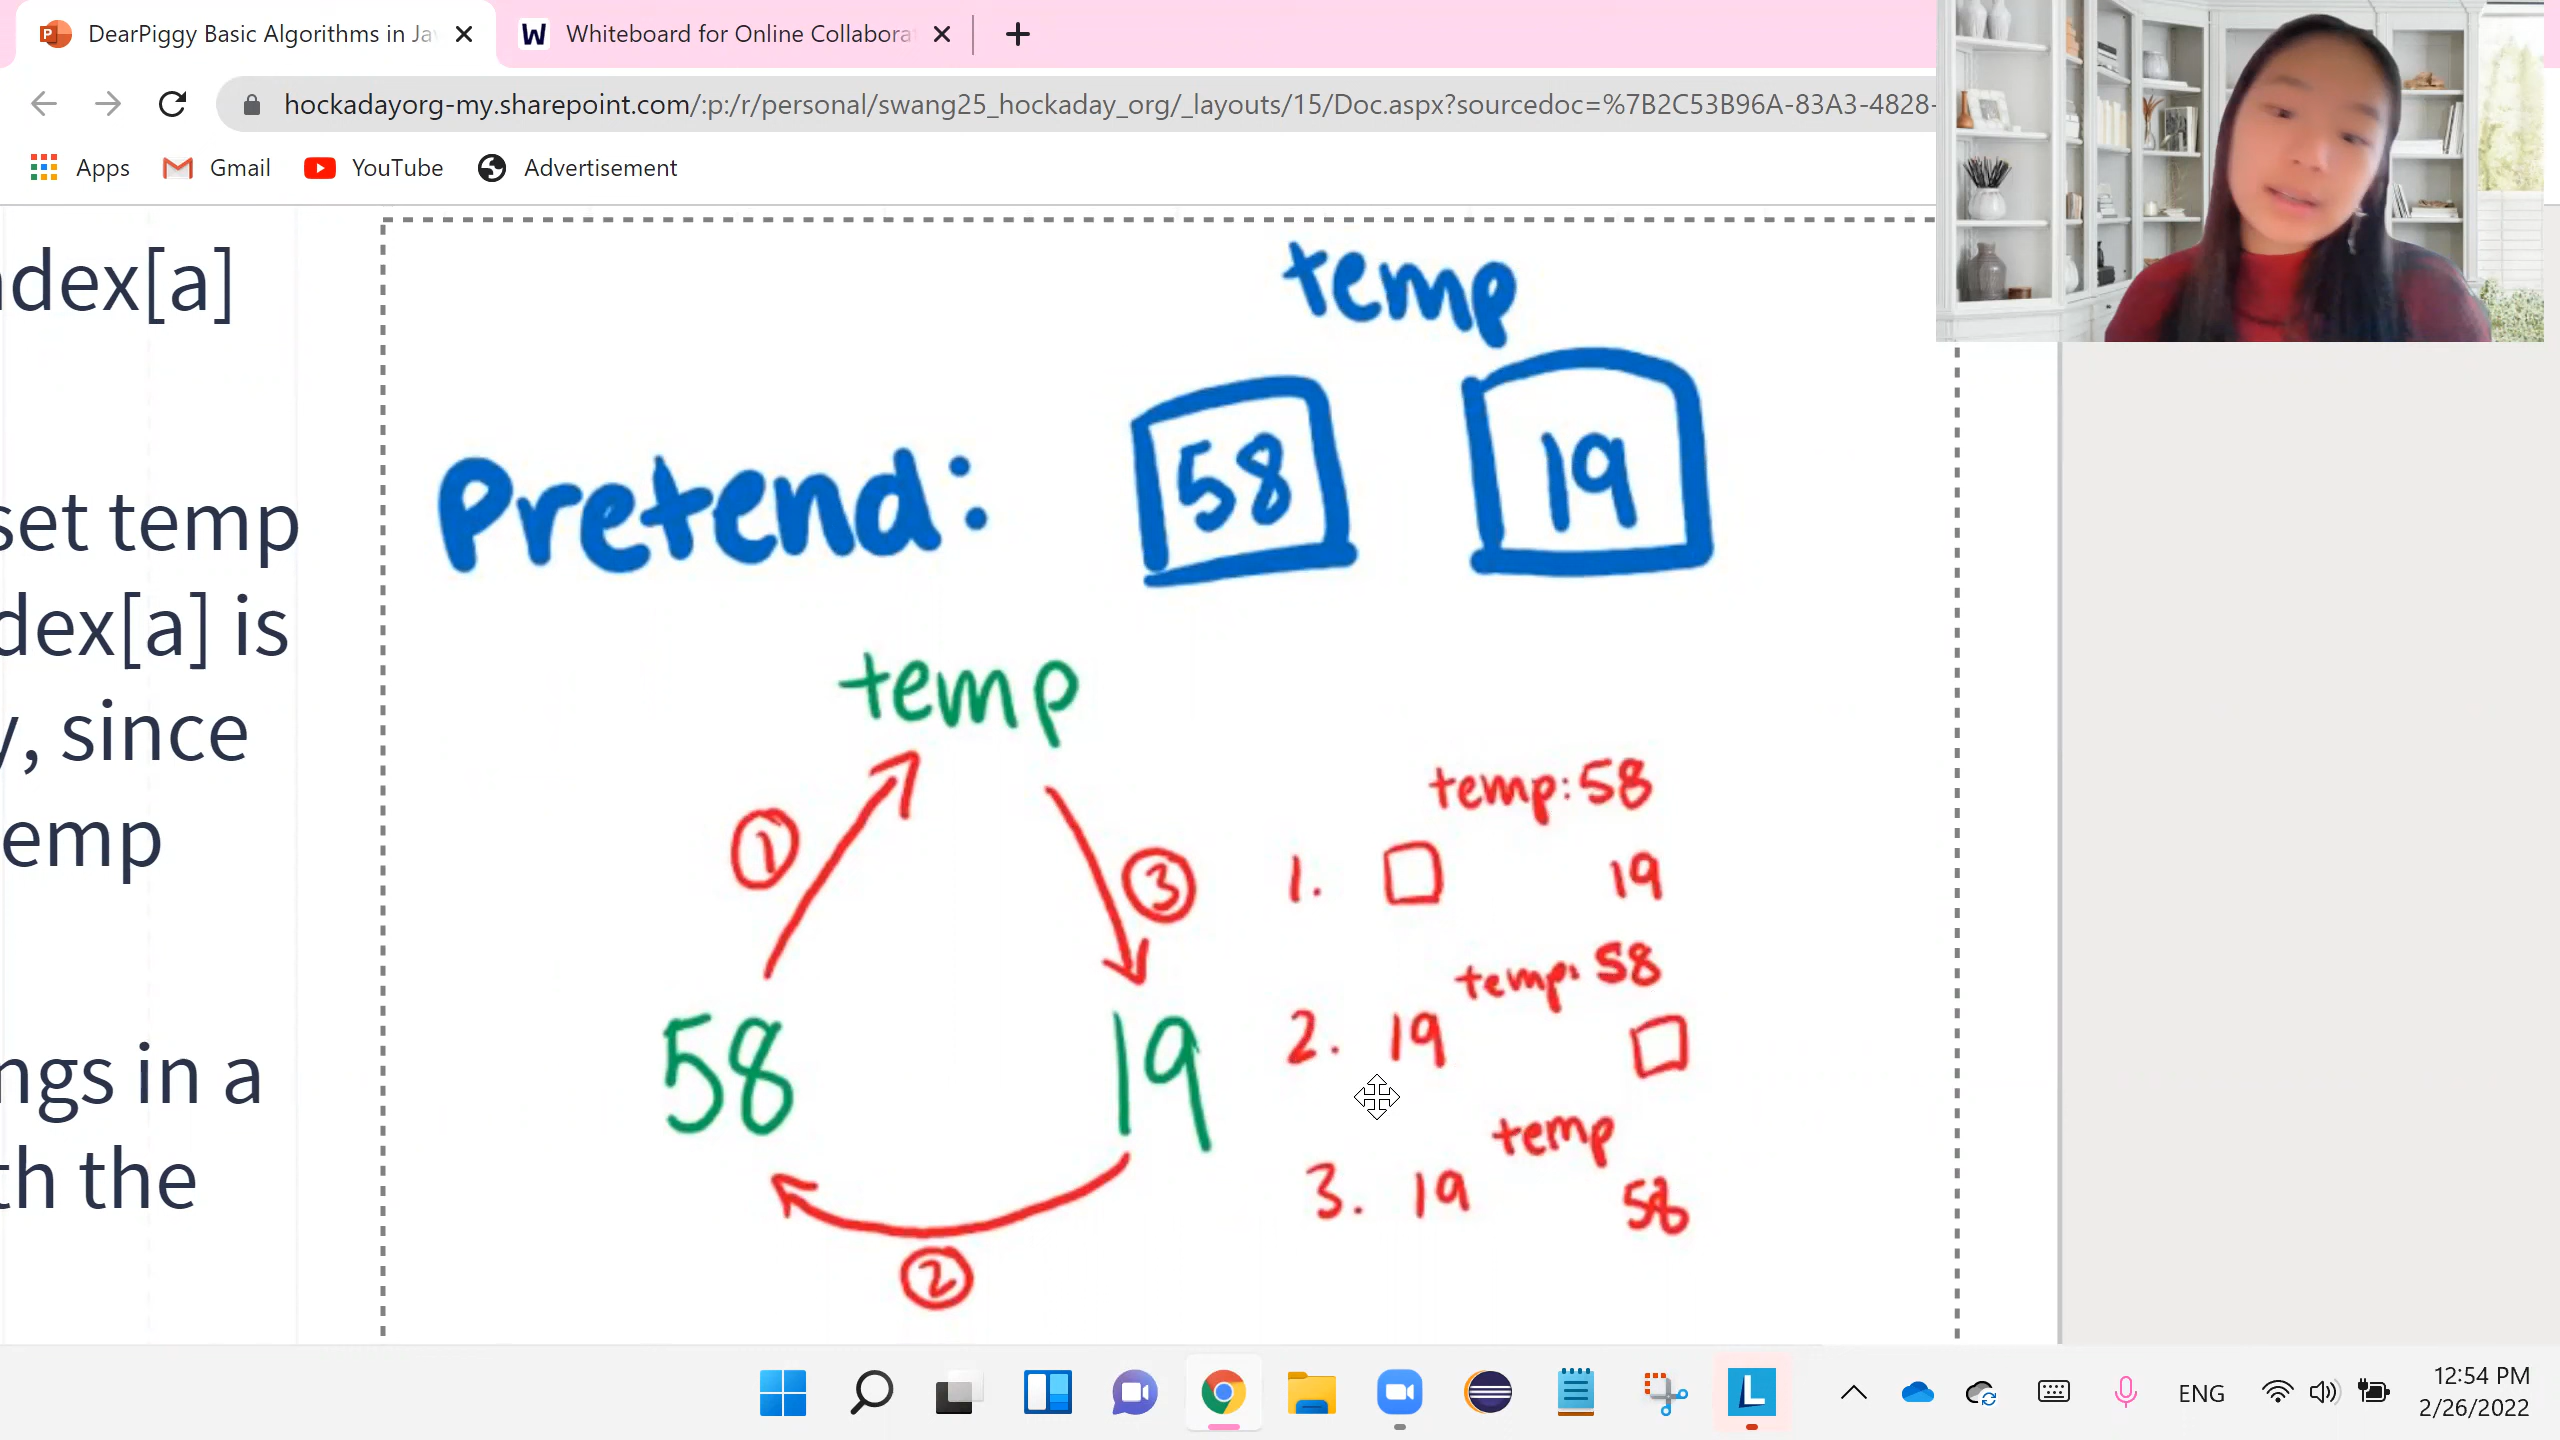 DearPiggy Basic Algorithms in Ja
Whiteboard for Online Collabora
hockadayorg-my.sharepoint.com/:p:/r/personal/swang25_hockaday_org/_layouts/15/Doc.aspx?sourcedoc=%7B2C53B96A-83A3-4828-
Apps Gmail YouTube Advertisement
ndex[a]
set temp
dex[a] is
y, since
emp
ngs in a
th the
temp
Pretend: 58 19
temp
1 3
58 19
2
temp: 58
1. 19
temp: 58
2. 19
temp
3. 19 58
ENG
12:54 PM
2/26/2022